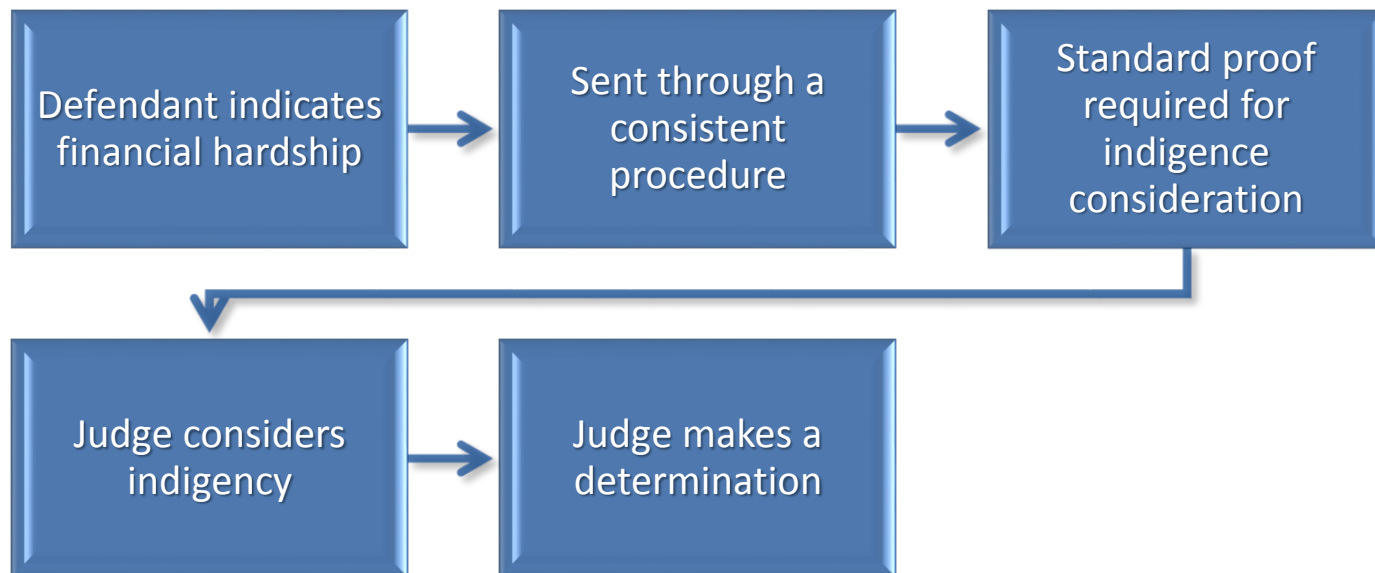 Defendant indicates
financial hardship
Sent through a
consistent
procedure
Standard proof
required for
indigence
consideration
Judge considers
indigency
Judge makes a
determination